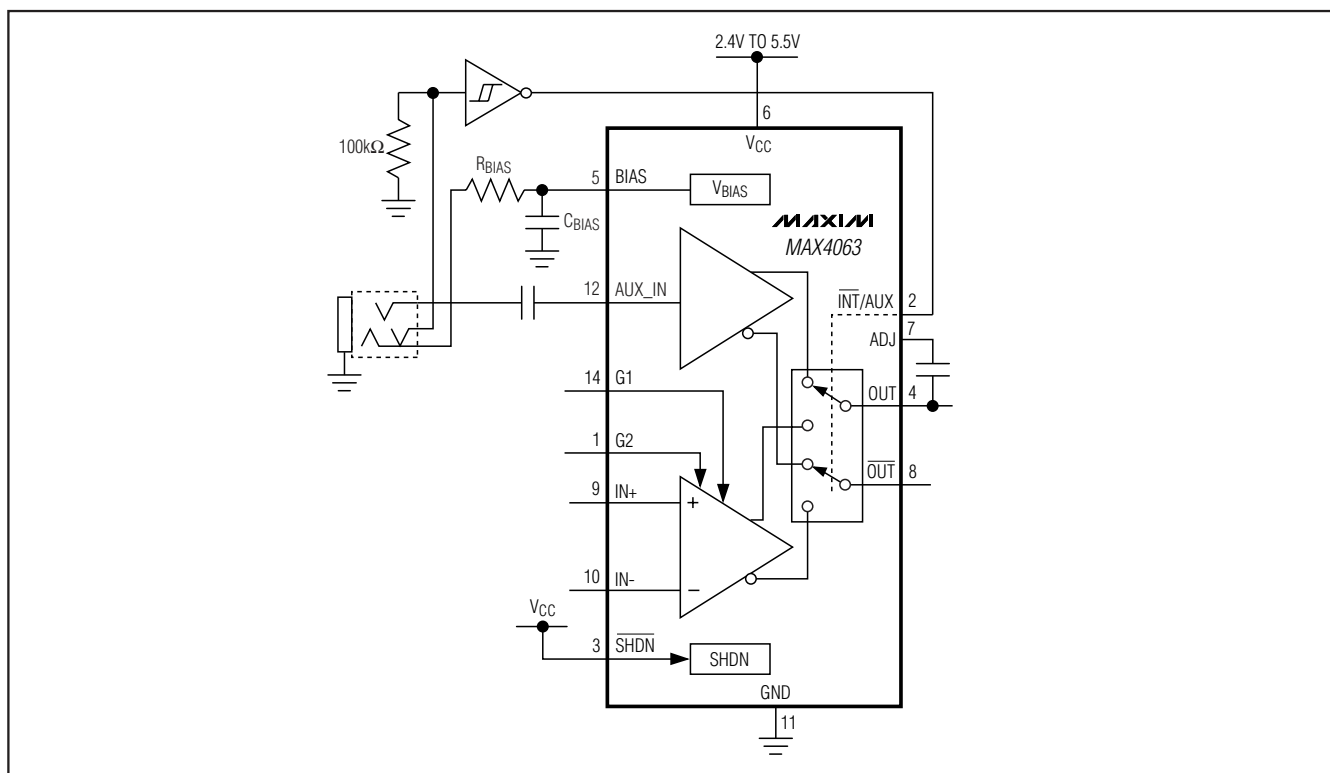 2.4V TO 5.5V
6
VCC
100kΩ
RBIAS
5 BIAS
VBIAS
CBIAS
MAXIM
MAX4063
12 AUX_IN
INT/AUX 2
7
ADJ
14 G1
OUT 4
1 G2
OUT 8
9 IN+
+
10 IN-
−
VCC
3 SHDN
SHDN
GND
11